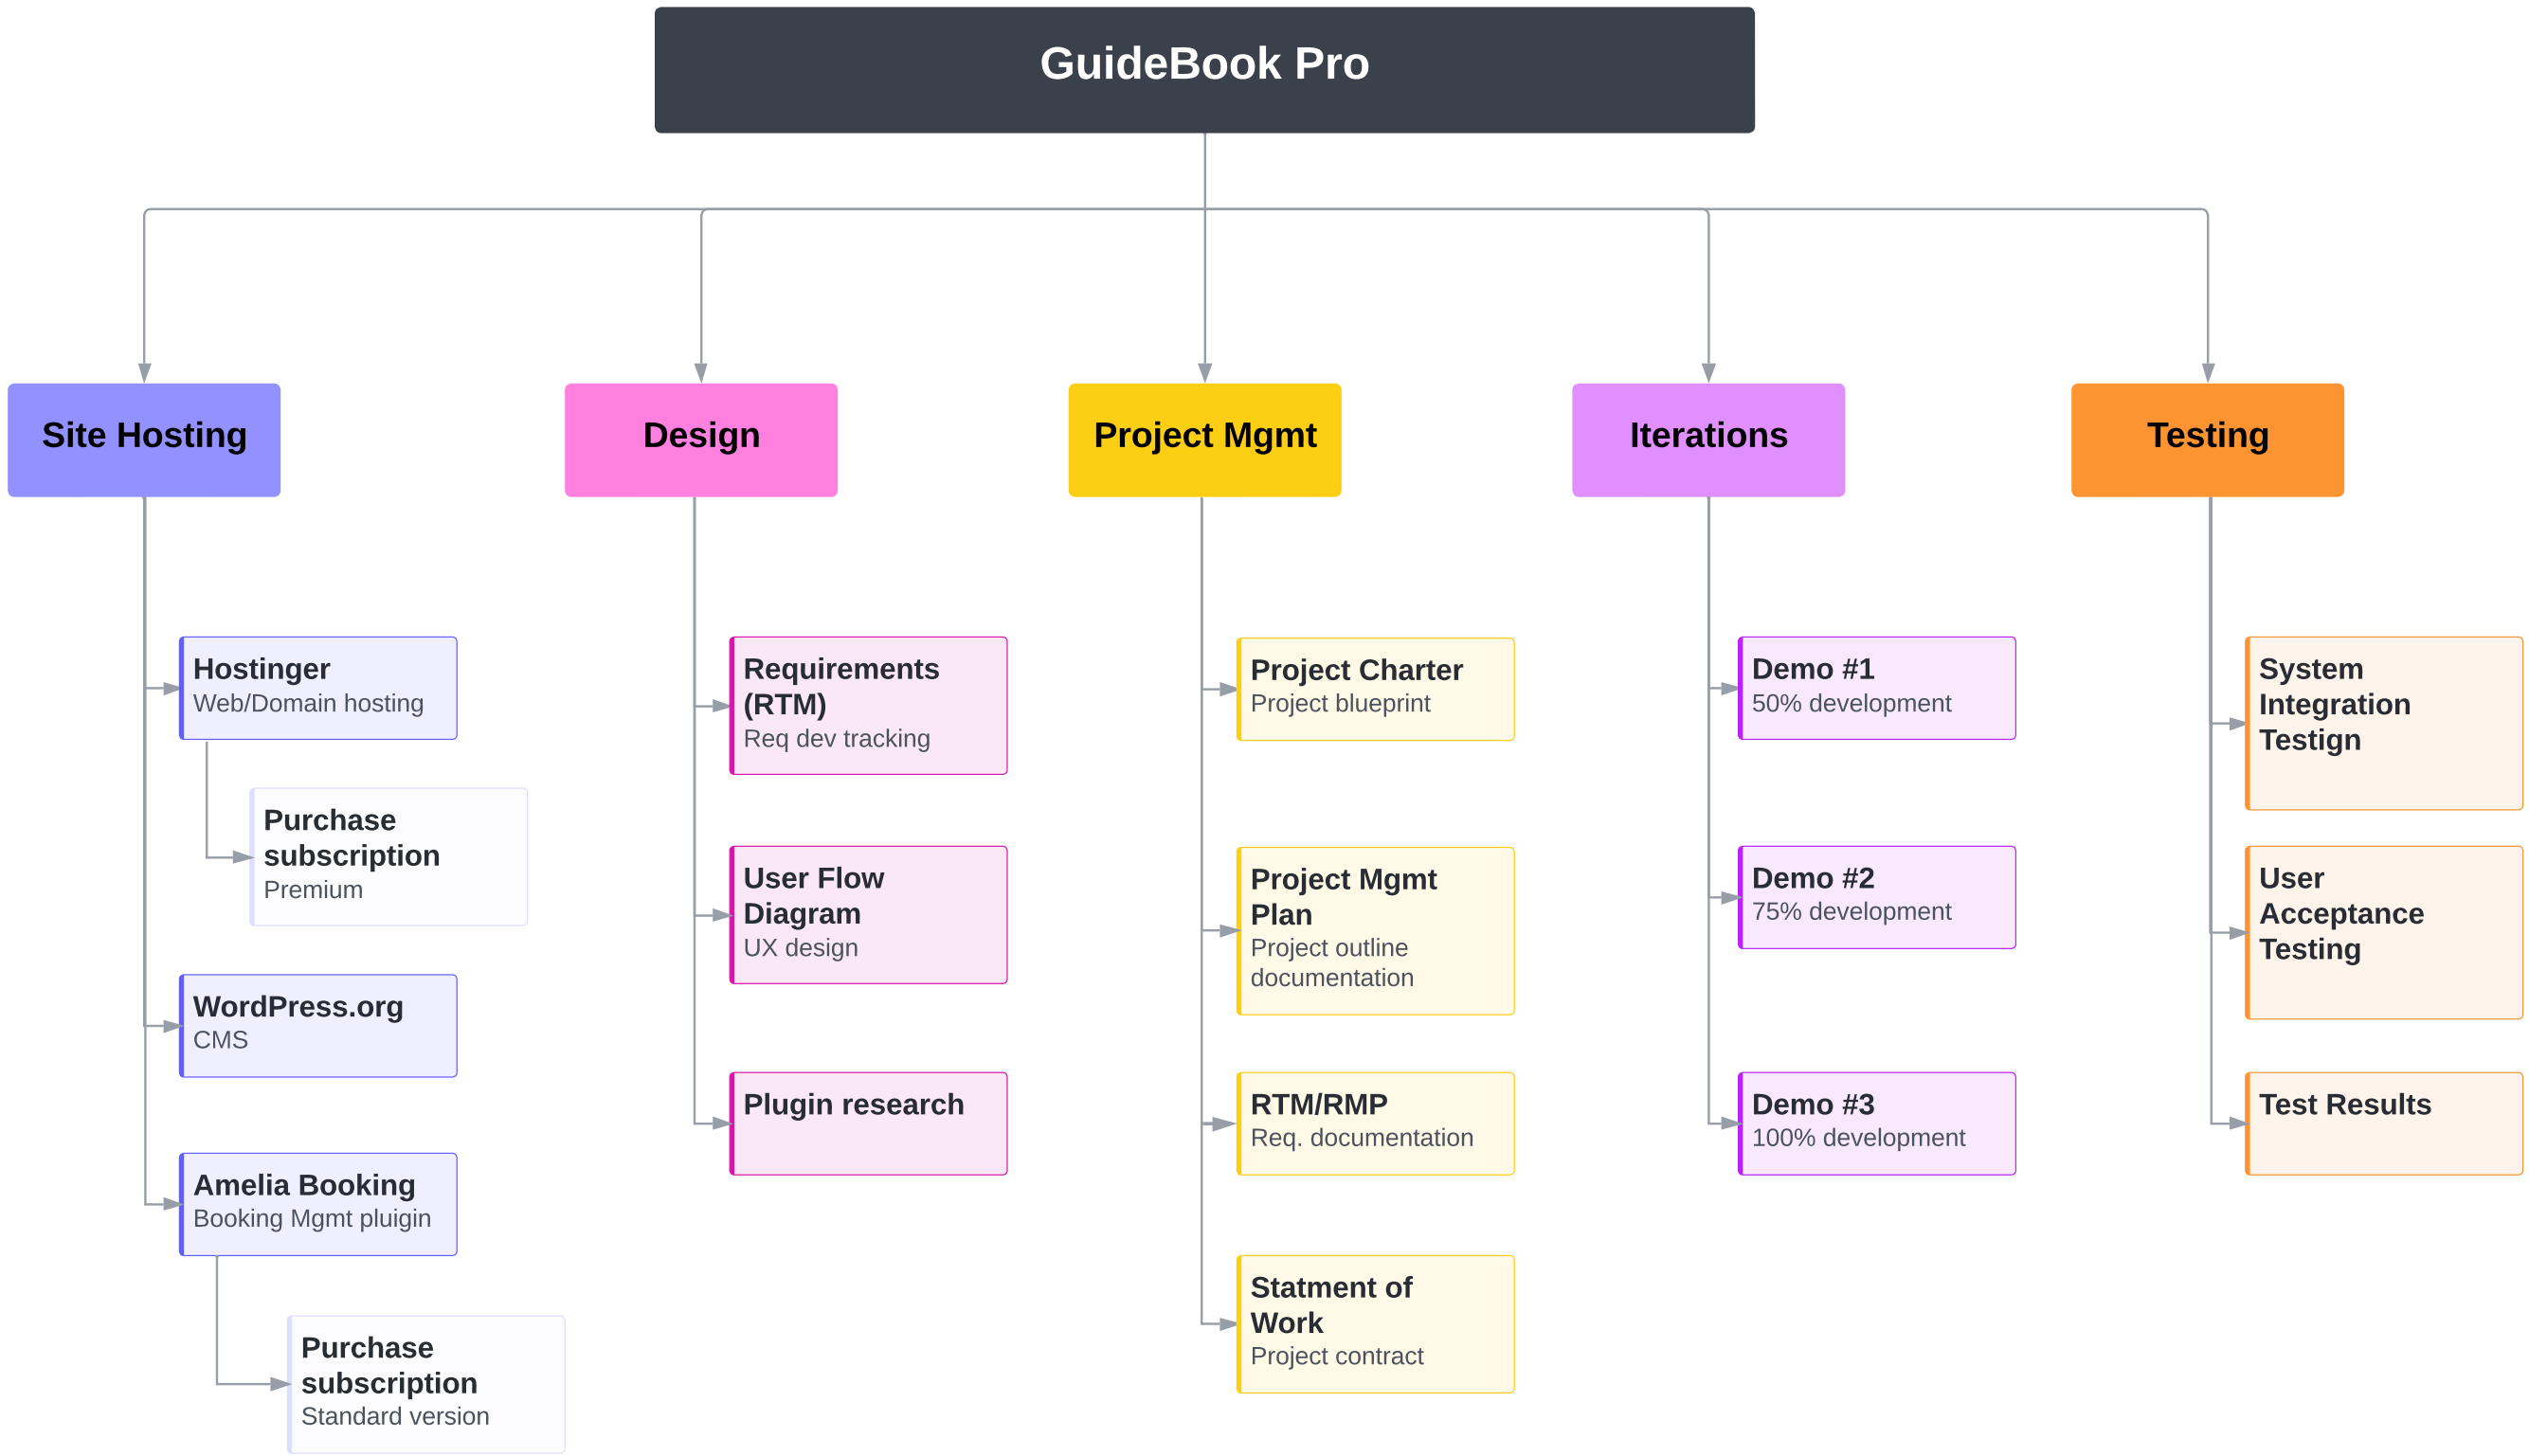 GuideBook Pro
Site Hosting
Design
Project Mgmt
Iterations
Testing
Hostinger
Web/Domain hosting
Purchase
subscription
Premium
WordPress.org
CMS
Amelia Booking
Booking Mgmt pluigin
Purchase
subscription
Standard version
Requirements
(RTM)
Req dev tracking
User Flow
Diagram
UX design
Plugin research
Project Charter
Project blueprint
Project Mgmt
Plan
Project outline
documentation
RTM/RMP
Req. documentation
Statment of
Work
Project contract
Demo #1
50% development
Demo #2
75% development
Demo #3
100% development
System
Integration
Testign
User
Acceptance
Testing
Test Results